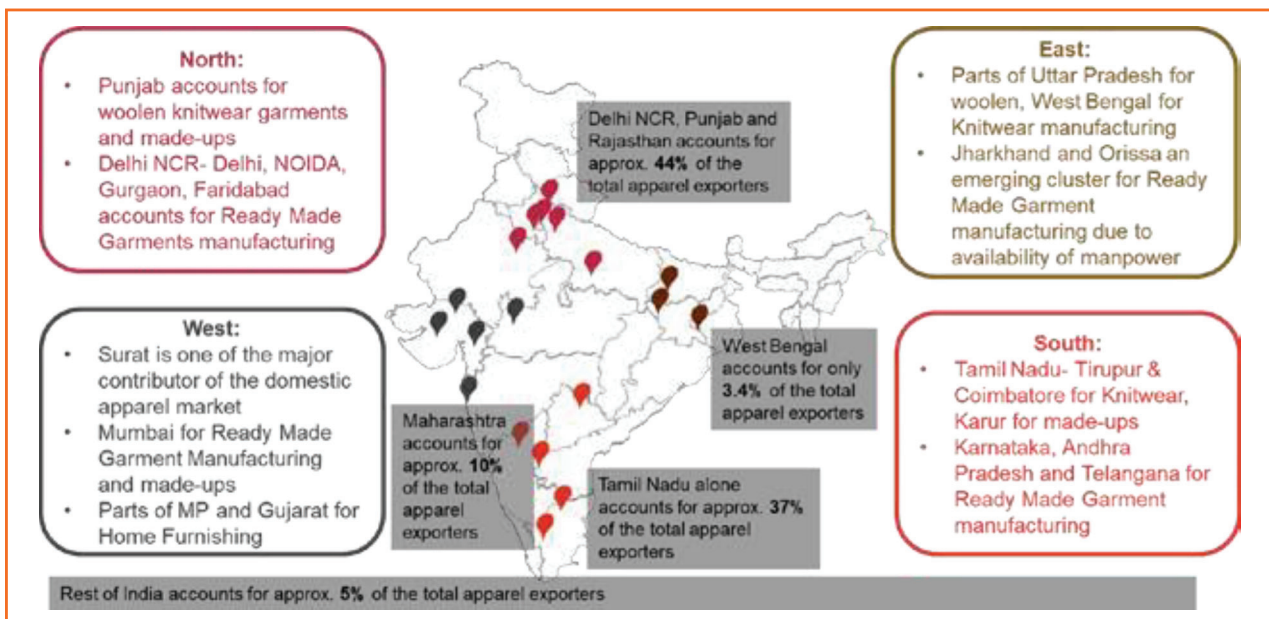 North:
• Punjab accounts for
woolen knitwear garments
and made-ups
• Delhi NCR- Delhi, NOIDA,
Gurgaon, Faridabad
accounts for Ready Made
Garments manufacturing
Delhi NCR, Punjab and
Rajasthan accounts for
approx. 44% of the
total apparel exporters
East:
• Parts of Uttar Pradesh for
woolen, West Bengal for
Knitwear manufacturing
• Jharkhand and Orissa an
emerging cluster for Ready
Made Garment
manufacturing due to
availability of manpower
West:
• Surat is one of the major
contributor of the domestic
apparel market
• Mumbai for Ready Made
Garment Manufacturing
and made-ups
• Parts of MP and Gujarat for
Home Furnishing
West Bengal
accounts for only
3.4% of the total
apparel exporters
Maharashtra
accounts for
approx. 10%
of the total
apparel
exporters
Tamil Nadu alone
accounts for approx. 37%
of the total apparel
exporters
South:
• Tamil Nadu- Tirupur &
Coimbatore for Knitwear,
Karur for made-ups
• Karnataka, Andhra
Pradesh and Telangana for
Ready Made Garment
manufacturing
Rest of India accounts for approx. 5% of the total apparel exporters